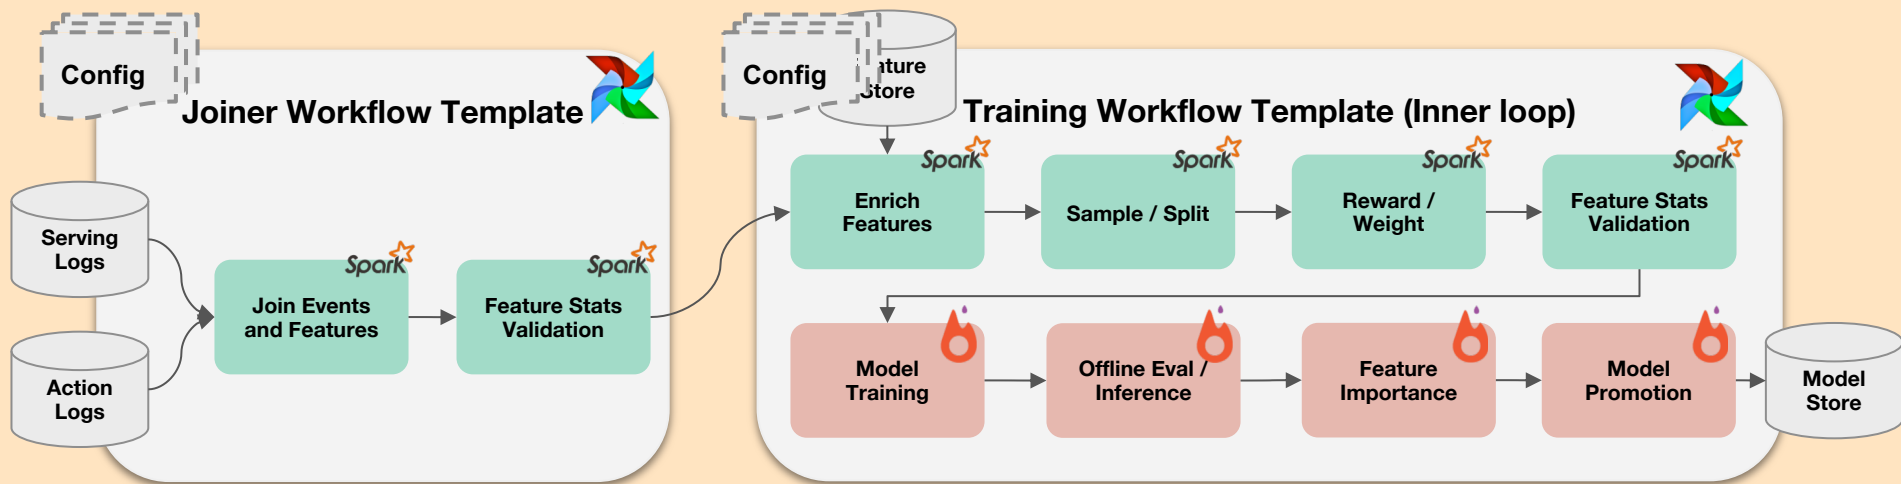 Config
Joiner Workflow Template
Serving
Logs
Action
Logs
Spark
Join Events
and Features
Spark
Feature Stats
Validation
Config
ature
Store
Training Workflow Template (Inner loop)
Spark
Enrich
Features
Spark
Sample / Split
Spark
Reward /
Weight
Spark
Feature Stats
Validation
Model
Training
Offline Eval /
Inference
Feature
Importance
Model
Promotion
Model
Store